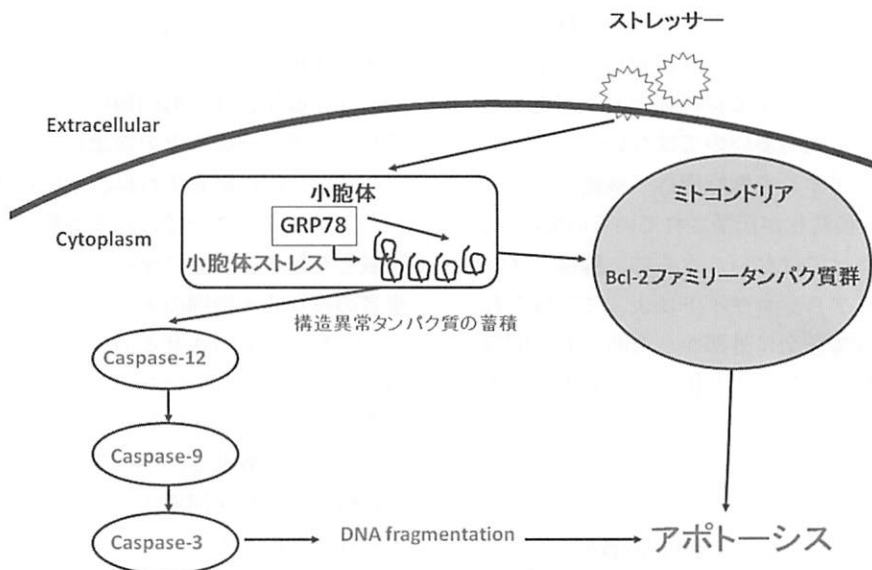 ストレッサー
Extracellular
小胞体
ミトコンドリア
GRP78
Cytoplasm
小胞体ストレス
Bcl-2ファミリータンパク質群
構造異常タンパク質の蓄積
Caspase-12
Caspase-9
Caspase-3
DNA fragmentation
アポトーシス